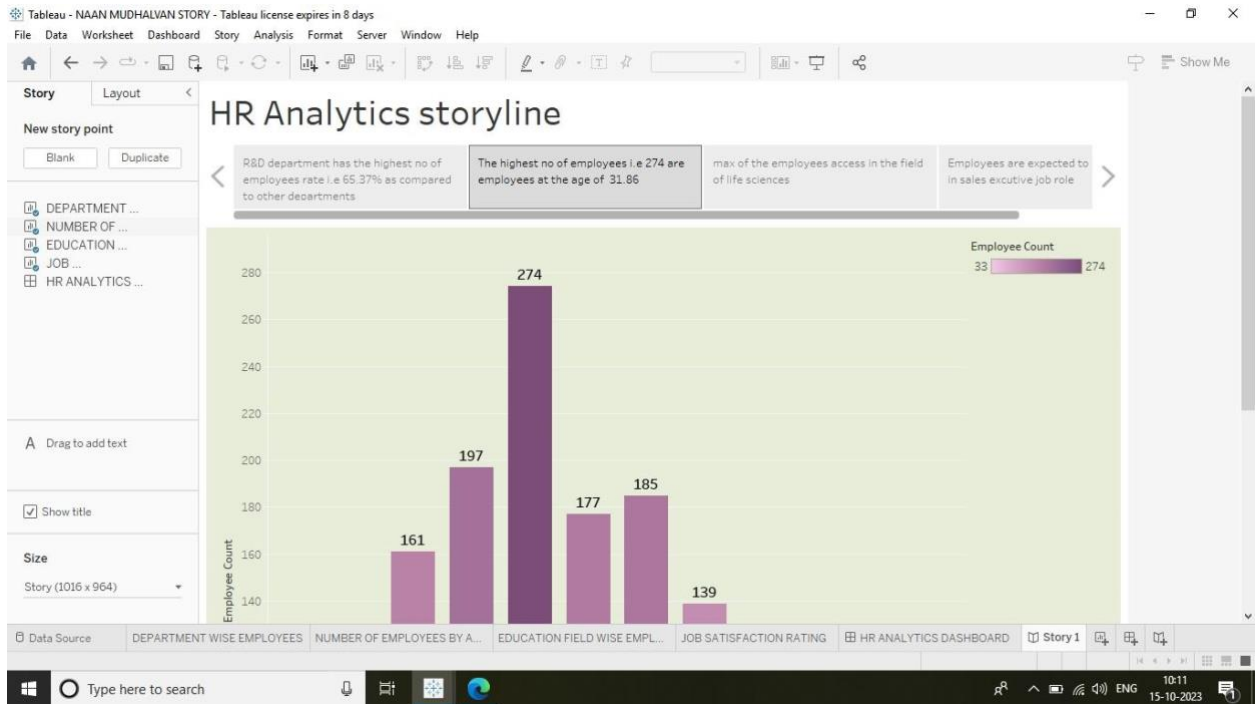 Tableau - NAAN MUDHALVAN STORY - Tableau license expires in 8 days
File Data Worksheet Dashboard Story Analysis Format Server Window Help
Show Me
Story Layout
New story point
Blank Duplicate
DEPARTMENT ...
NUMBER OF ...
EDUCATION ...
JOB ...
HR ANALYTICS ...
A Drag to add text
Show title
Size
Story (1016 x 964)
HR Analytics storyline
R&D department has the highest no of
employees rate i.e 65.37% as compared
to other departments
The highest no of employees i.e 274 are
employees at the age of 31.86
max of the employees access in the field
of life sciences
Employees are expected to
in sales excutive job role
Employee Count
33 274
280
260
240
220
200
180
160
140
Employee Count
161
197
274
177
185
139
Data Source DEPARTMENT WISE EMPLOYEES NUMBER OF EMPLOYEES BY A... EDUCATION FIELD WISE EMPL... JOB SATISFACTION RATING HR ANALYTICS DASHBOARD Story 1
Type here to search
ENG
10:11
15-10-2023
1